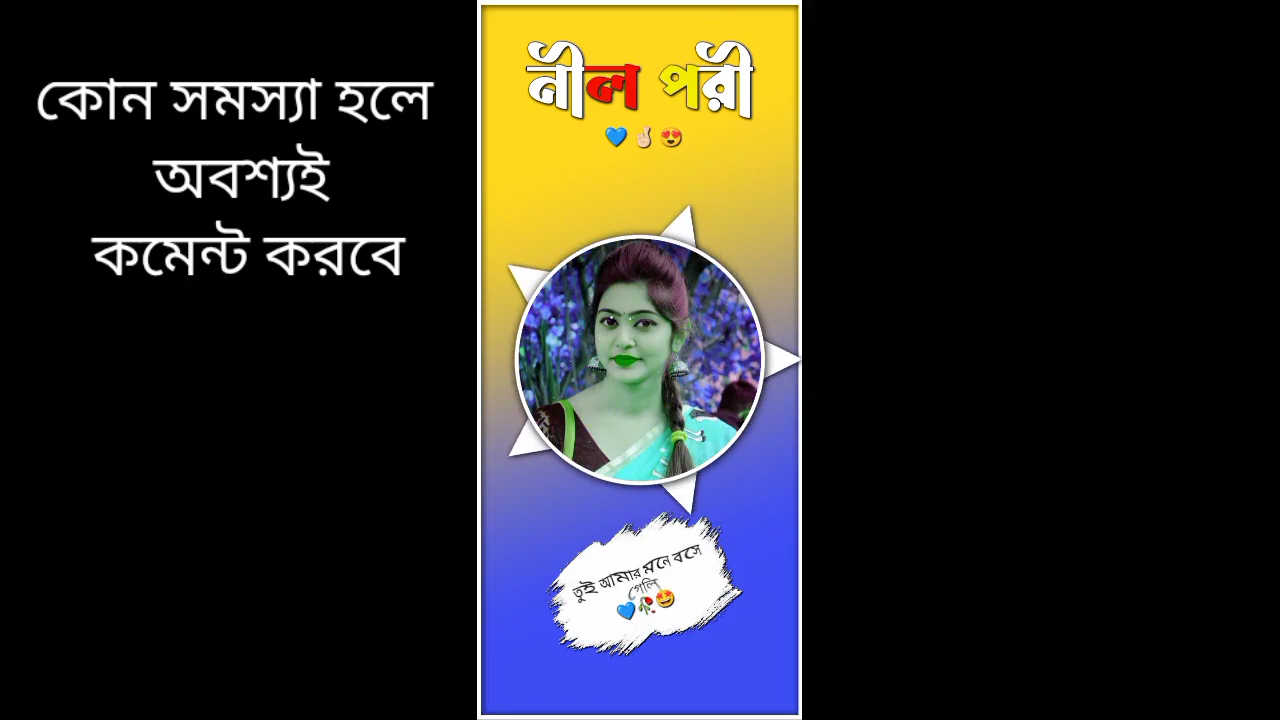 কোন সমস্যা হলে
অবশ্যই
কমেন্ট করবে
নীল পরী
💙🤞🏻😍
তুই আমার মনে বসে
গেলি
💙🥀🤩